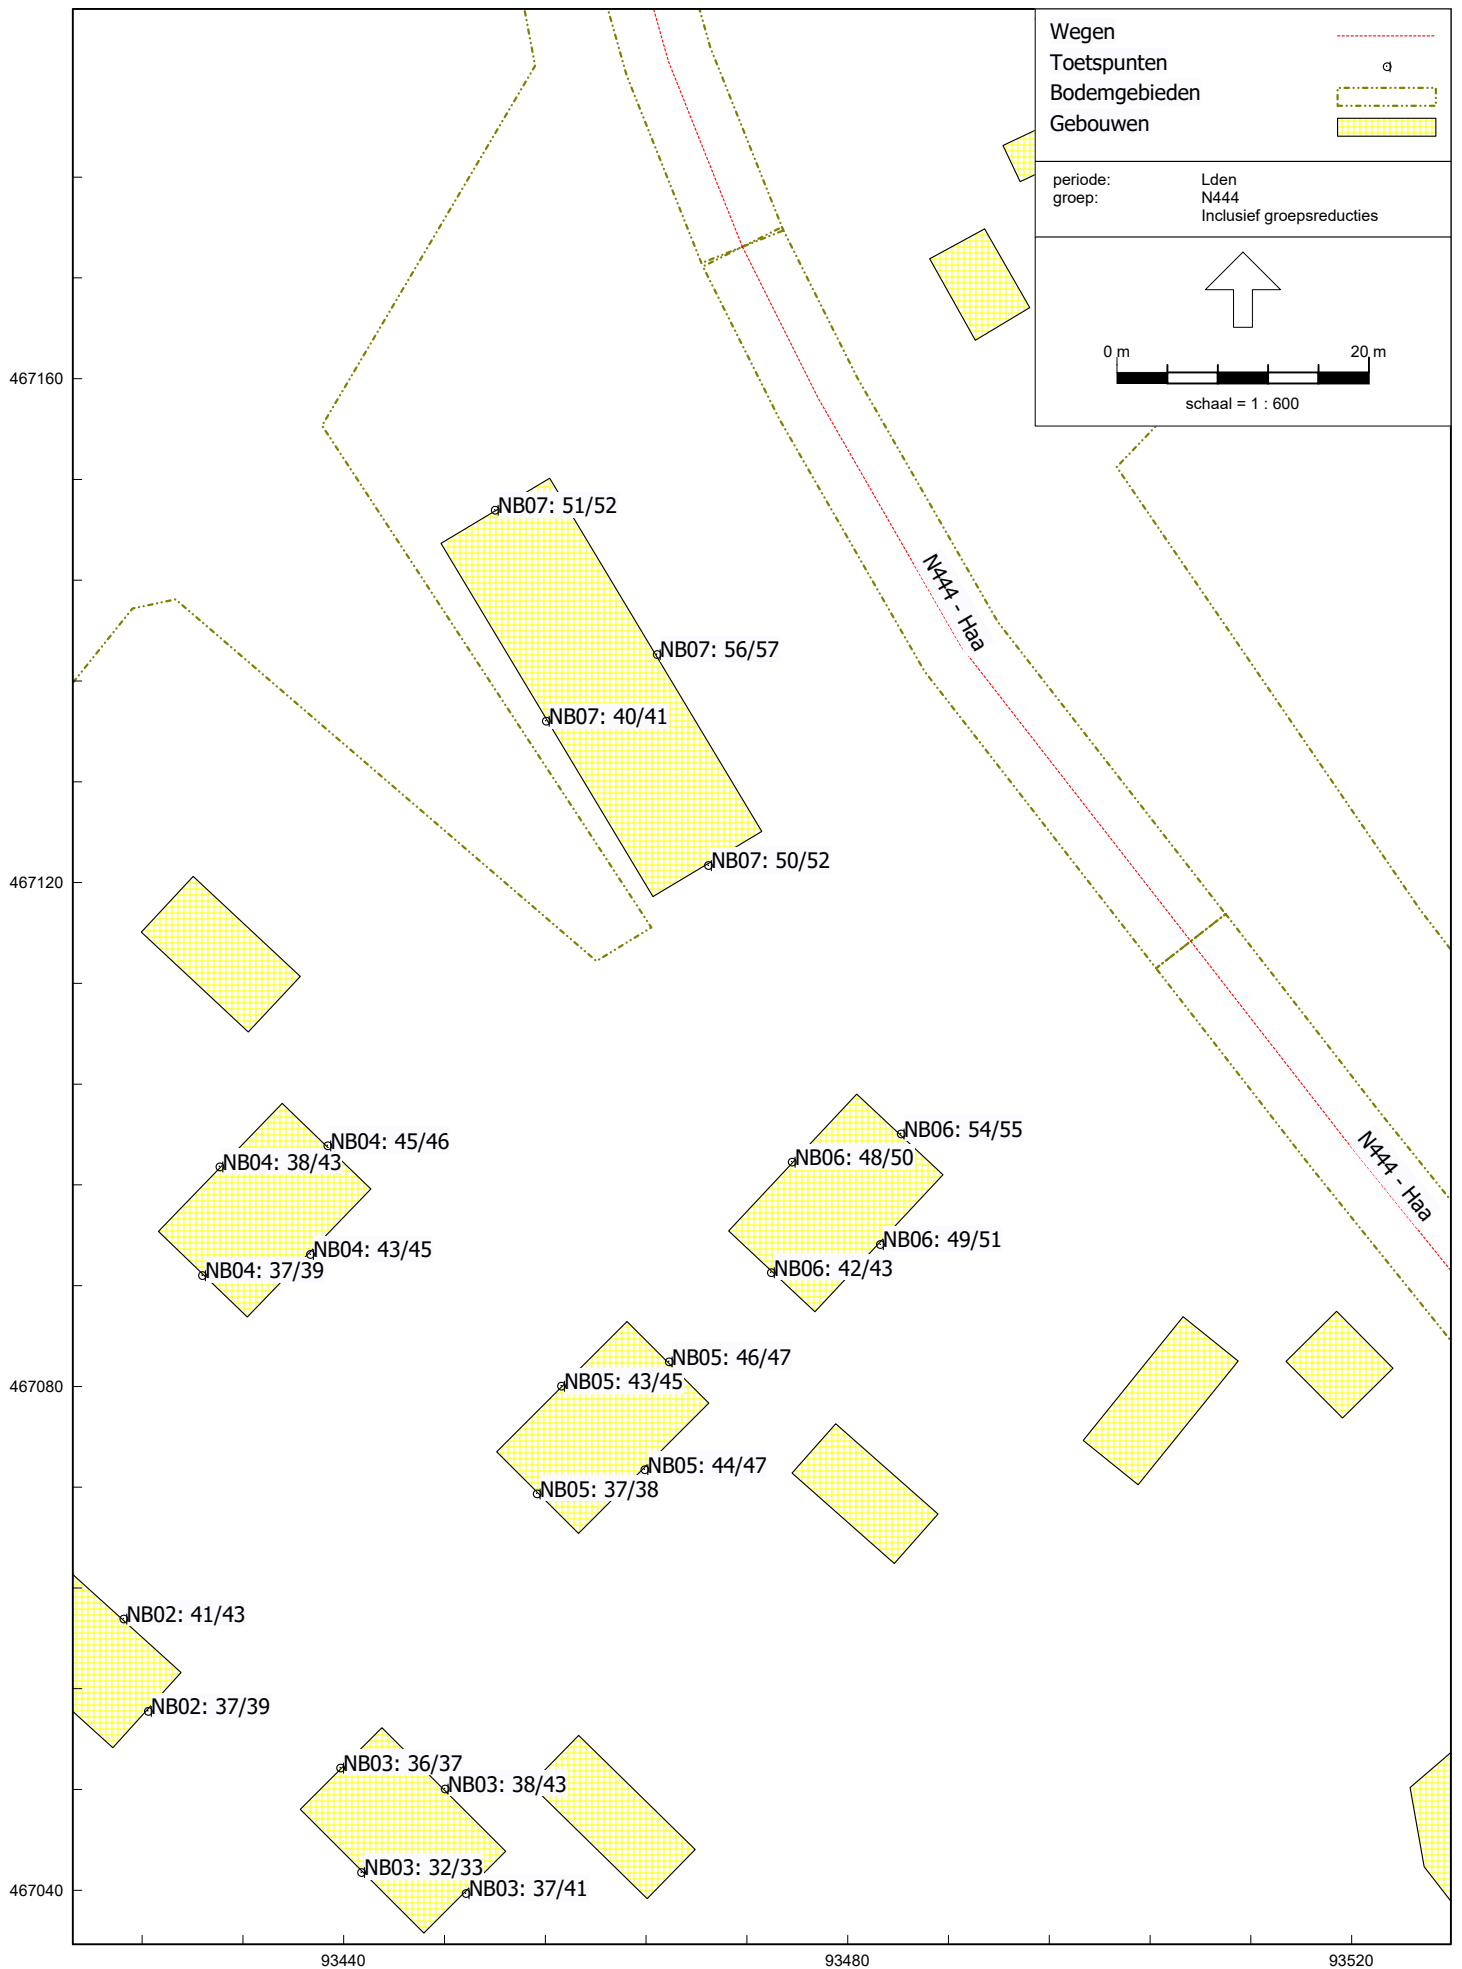 Wegen
Toetspunten
Bodemgebieden
Gebouwen
periode: Lden
groep: N444
Inclusief groepsreducties
0 m 20 m
schaal = 1 : 600
467160
NB07: 51/52
N444 - Haa
NB07: 56/57
NB07: 40/41
NB07: 50/52
467120
NB06: 54/55
NB04: 45/46
NB06: 48/50
NB04: 38/43
N444 - Haa
NB06: 49/51
NB04: 43/45
NB04: 37/39
NB06: 42/43
NB05: 46/47
NB05: 43/45
467080
NB05: 44/47
NB05: 37/38
NB02: 41/43
NB02: 37/39
NB03: 36/37
NB03: 38/43
NB03: 32/33
NB03: 37/41
467040
93440 93480 93520